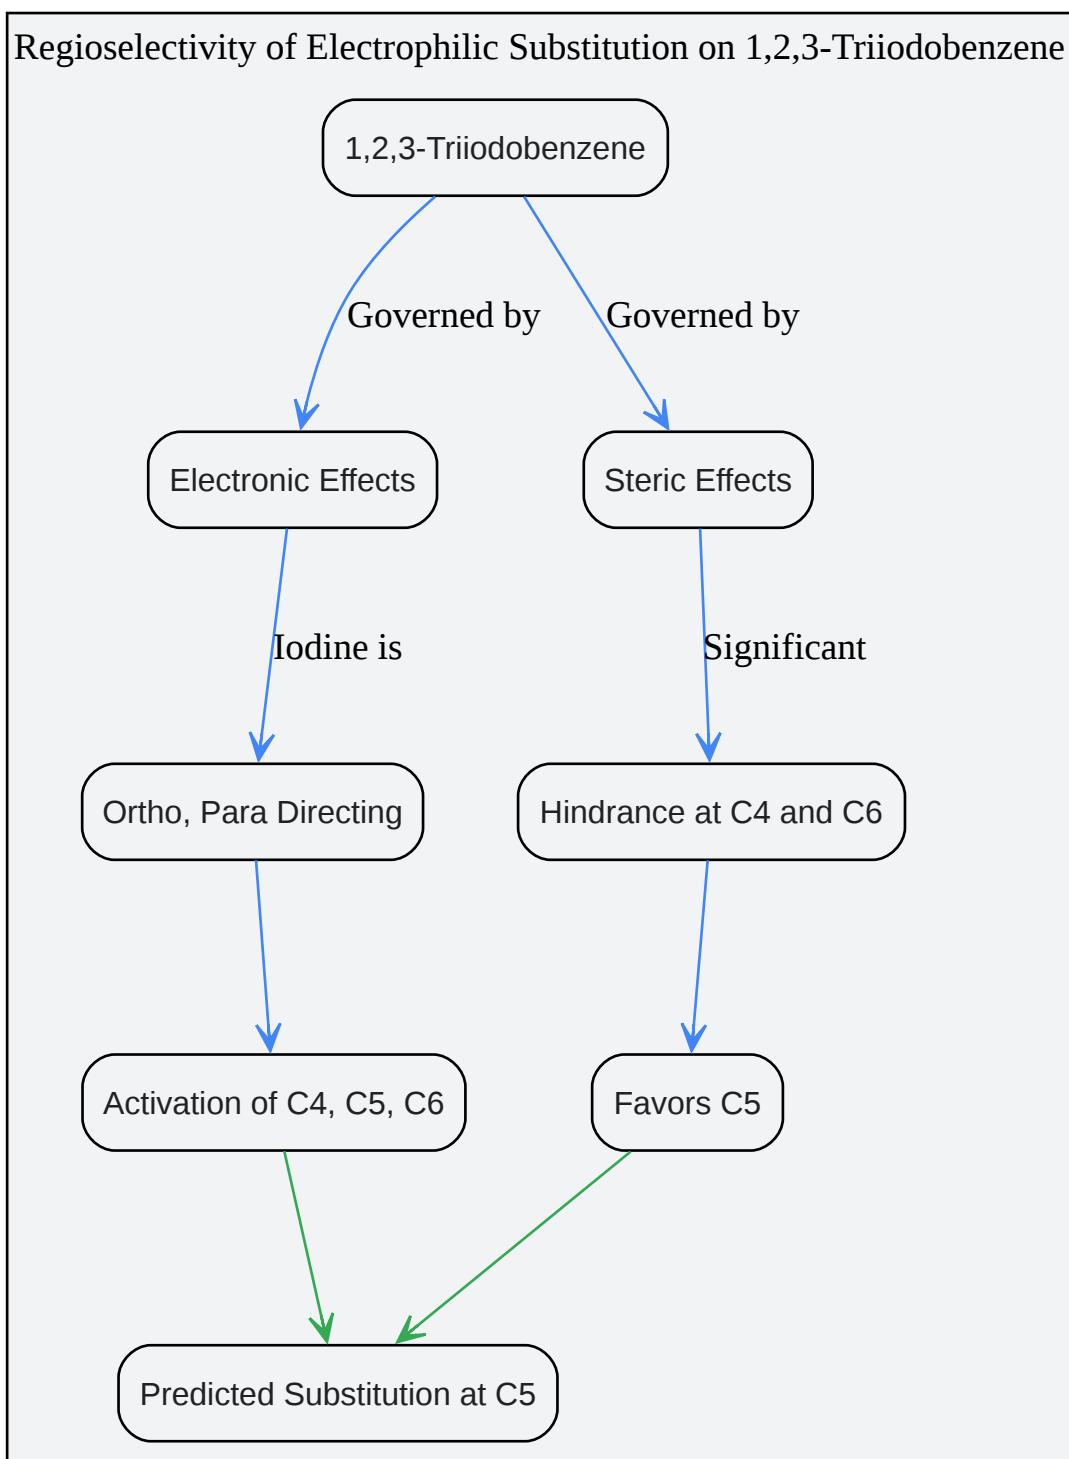 Regioselectivity of Electrophilic Substitution on 1,2,3-Triiodobenzene
1,2,3-Triiodobenzene
Governed by
Governed by
Electronic Effects
Steric Effects
Iodine is
Significant
Ortho, Para Directing
Hindrance at C4 and C6
Activation of C4, C5, C6
Favors C5
Predicted Substitution at C5